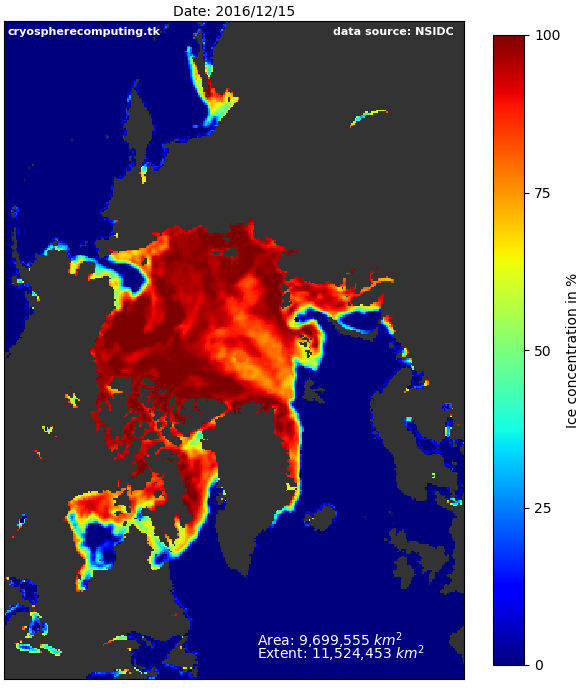 Date: 2016/12/15
cryospherecomputing.tk data source: NSIDC
100
75
50
25
0
Ice concentration in %
Area: 9,699,555 km²
Extent: 11,524,453 km²